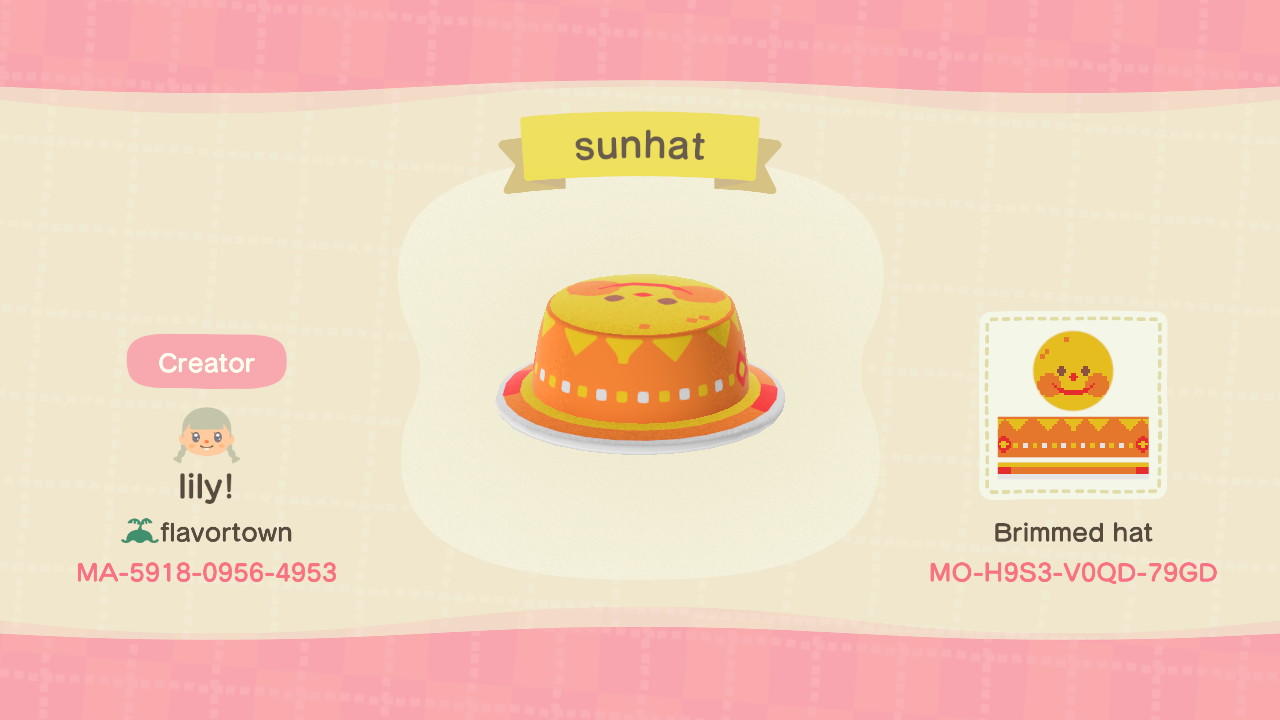 sunhat
Creator
lily!
flavortown
MA-5918-0956-4953
Brimmed hat
MO-H9S3-V0QD-79GD